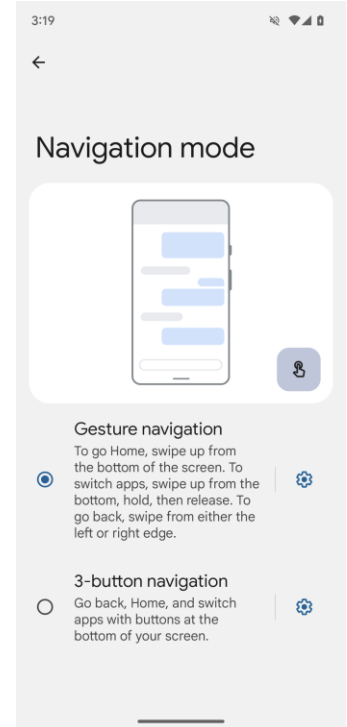 3:19
Navigation mode
Gesture navigation
To go Home, swipe up from
the bottom of the screen. To
switch apps, swipe up from the
bottom, hold, then release. To
go back, swipe from either the
left or right edge.
3-button navigation
Go back, Home, and switch
apps with buttons at the
bottom of your screen.